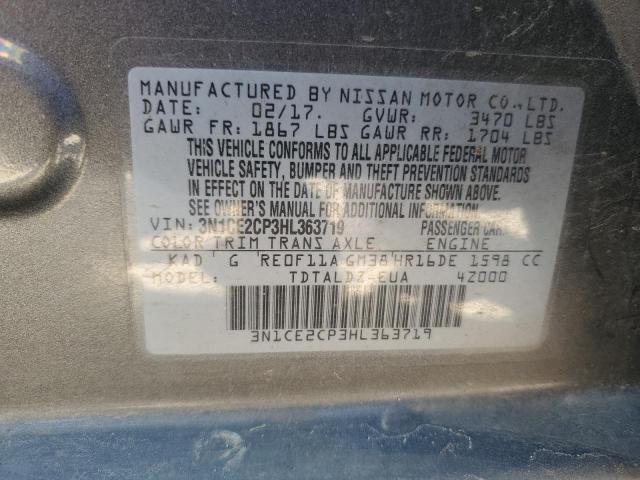 MANUFACTURED BY NISSAN MOTOR CO., LTD.
DATE: 02/17. GVWR: 3470 LBS
GAWR FR: 1867 LBS GAWR RR: 1704 LBS
THIS VEHICLE CONFORMS TO ALL APPLICABLE FEDERAL MOTOR
VEHICLE SAFETY, BUMPER AND THEFT PREVENTION STANDARDS
IN EFFECT ON THE DATE OF MANUFACTURE SHOWN ABOVE.
SEE OWNER'S MANUAL FOR ADDITIONAL INFORMATION.
VIN: 3N1CE2CP3HL363719 PASSENGER CAR
COLOR TRIM TRANS AXLE ENGINE
KAD G RE0F11A GM38 HR16DE 1598 CC
MODEL: TDTALDZ-EUA 4Z000
3N1CE2CP3HL363719